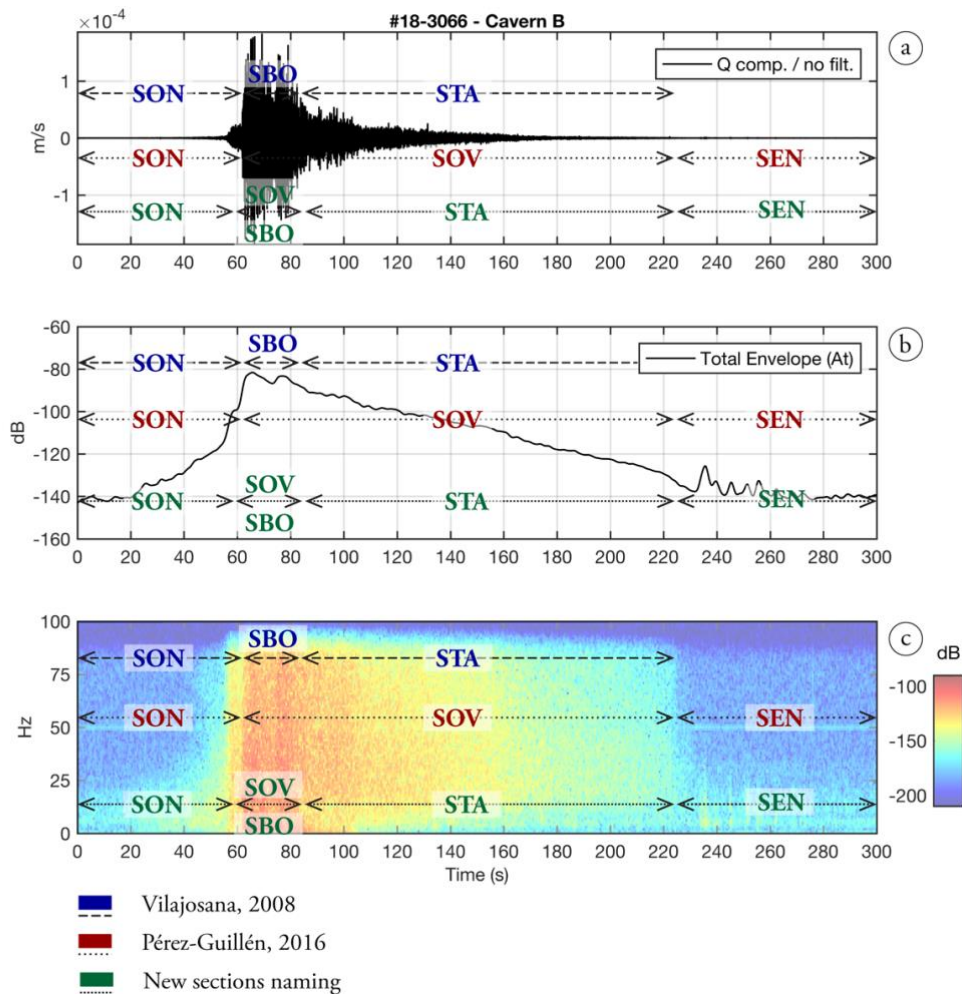 #18-3066 - Cavern B
×10⁻⁴
a
Q comp. / no filt.
SBO
1
SON STA
0
m/s
SON SOV SEN
-1
SOV
SON STA SEN
SBO
0 20 40 60 80 100 120 140 160 180 200 220 240 260 280 300
-60
b
SBO
Total Envelope (At)
SON STA
-80
-100
SON SOV SEN
dB
-120
SOV
-140
SON STA SEN
SBO
-160
0 20 40 60 80 100 120 140 160 180 200 220 240 260 280 300
100
c
SBO
dB
SON STA
75
-100
SON SOV SEN
50
Hz
-150
25
SOV
SON STA SEN
-200
SBO
0
0 20 40 60 80 100 120 140 160 180 200 220 240 260 280 300
Time (s)
Vilajosana, 2008
Pérez-Guillén, 2016
New sections naming